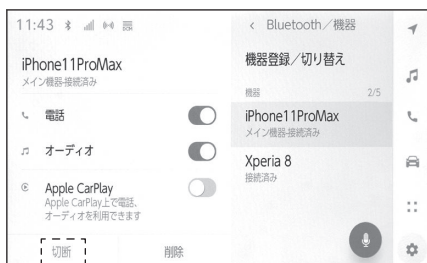 11:43
iPhone11ProMax
メイン機器-接続済み
電話
オーディオ
Apple CarPlay
Apple CarPlay上で電話、
オーディオを利用できます
切断
削除
< Bluetooth／機器
機器登録／切り替え
機器
2/5
iPhone11ProMax
メイン機器-接続済み
Xperia 8
接続済み